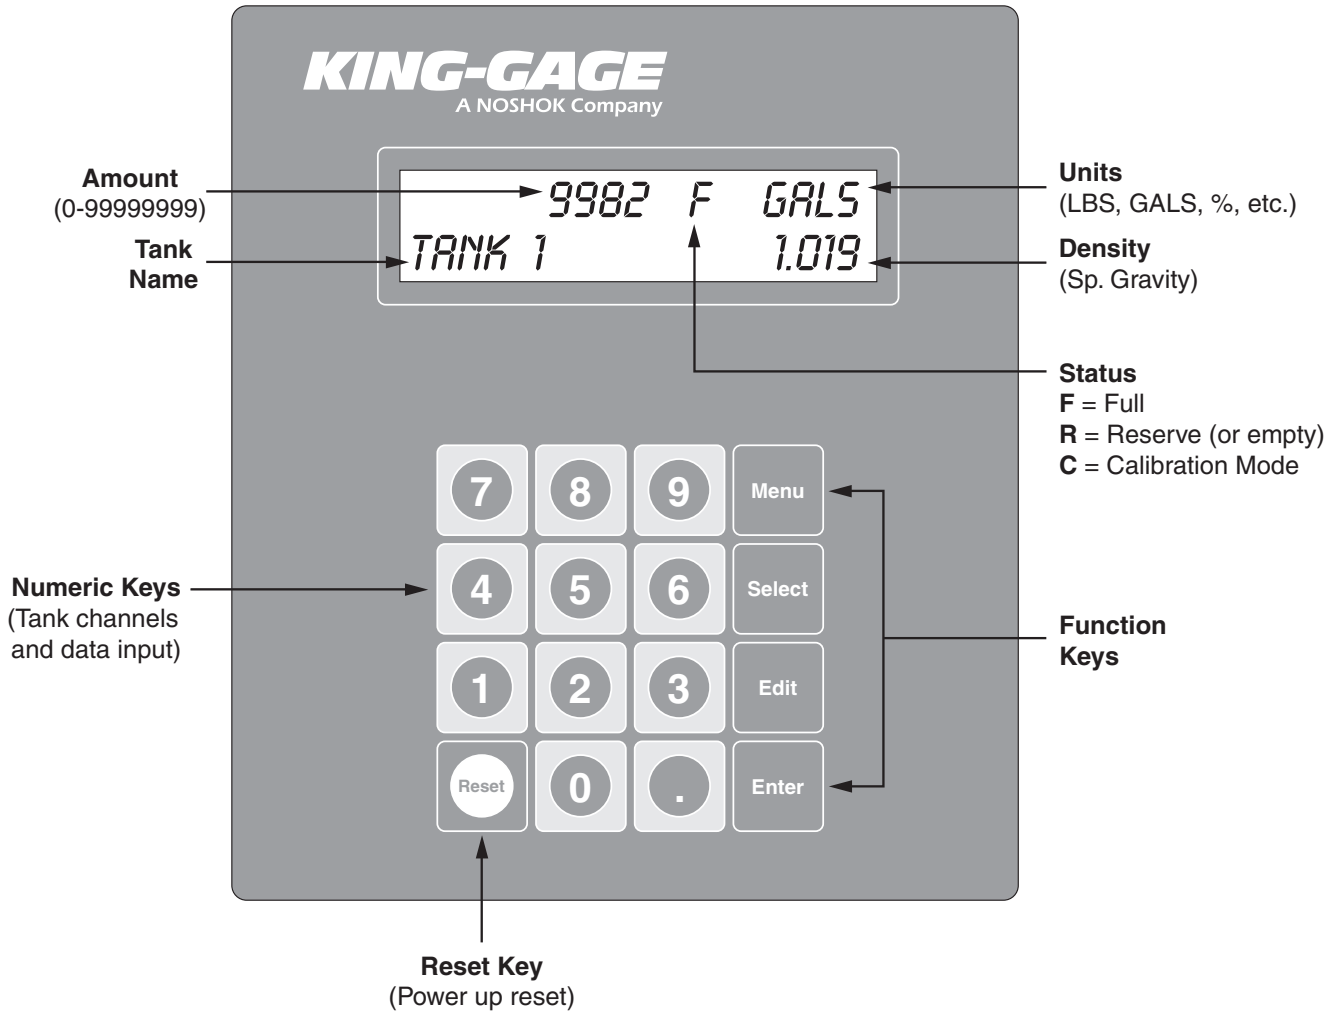 KING-GAGE
A NOSHOK Company
Amount
(0-99999999)
Tank
Name
9982 F GALS
TANK 1 1.019
Units
(LBS, GALS, %, etc.)
Density
(Sp. Gravity)
Status
F = Full
R = Reserve (or empty)
C = Calibration Mode
7 8 9 Menu
4 5 6 Select
1 2 3 Edit
Reset 0 . Enter
Numeric Keys
(Tank channels
and data input)
Function
Keys
Reset Key
(Power up reset)